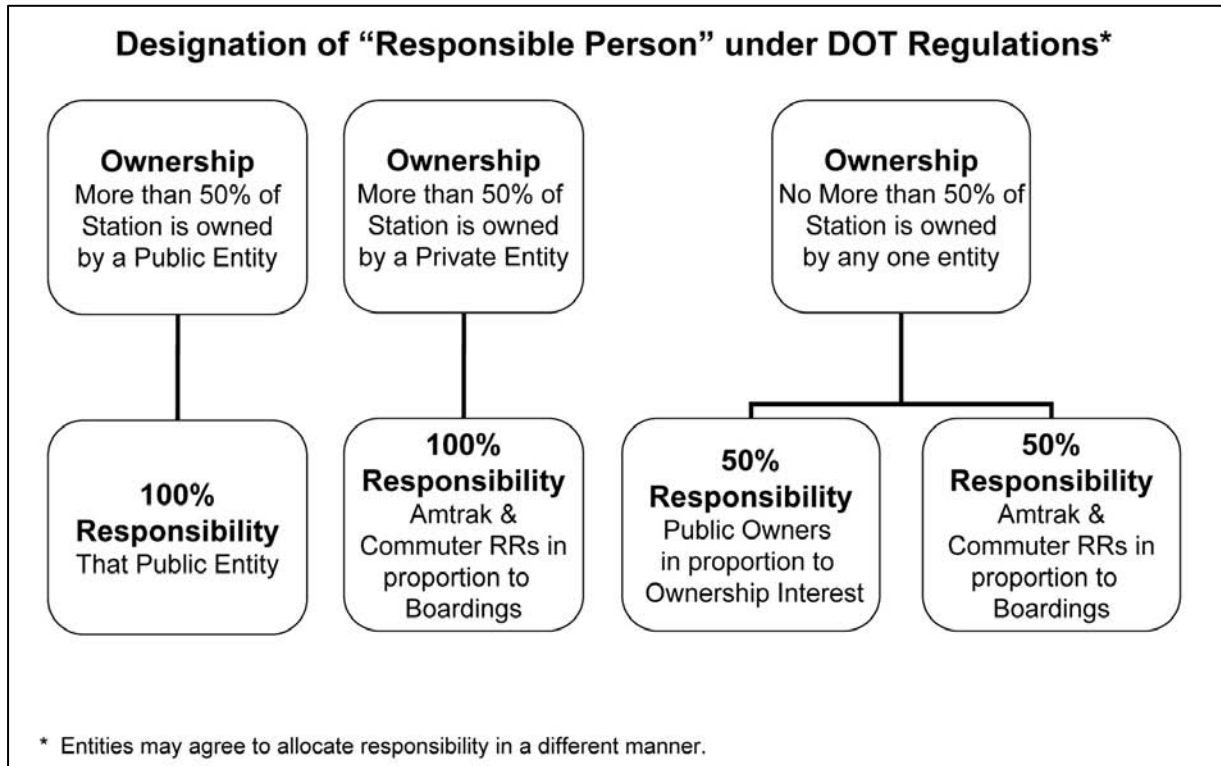 Designation of “Responsible Person” under DOT Regulations*
Ownership
More than 50% of
Station is owned
by a Public Entity
Ownership
More than 50% of
Station is owned
by a Private Entity
Ownership
No More than 50% of
Station is owned
by any one entity
100%
Responsibility
That Public Entity
100%
Responsibility
Amtrak &
Commuter RRs in
proportion to
Boardings
50%
Responsibility
Public Owners
in proportion to
Ownership Interest
50%
Responsibility
Amtrak &
Commuter RRs in
proportion to
Boardings
* Entities may agree to allocate responsibility in a different manner.